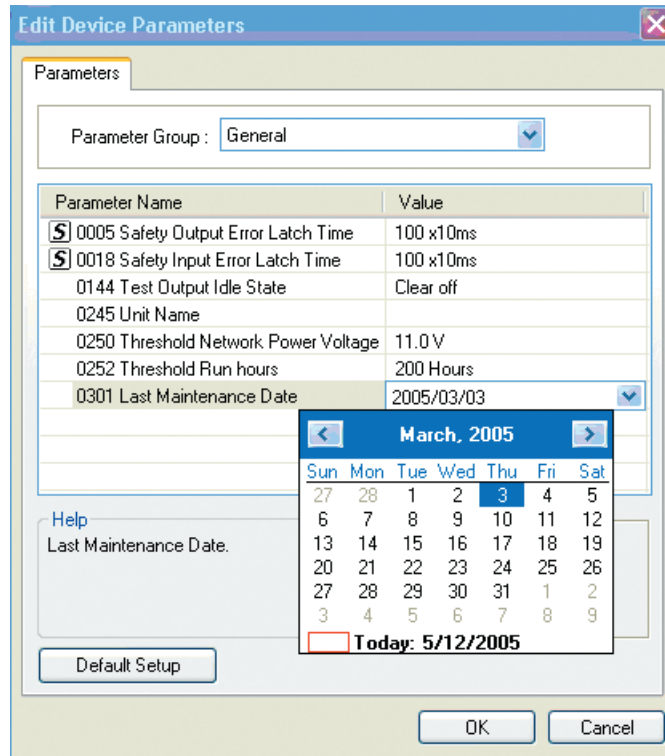 Edit Device Parameters
Parameters
Parameter Group : General
Parameter Name Value
S 0005 Safety Output Error Latch Time 100 x10ms
S 0018 Safety Input Error Latch Time 100 x10ms
0144 Test Output Idle State Clear off
0245 Unit Name
0250 Threshold Network Power Voltage 11.0 V
0252 Threshold Run hours 200 Hours
0301 Last Maintenance Date 2005/03/03
March, 2005
Sun Mon Tue Wed Thu Fri Sat
27 28 1 2 3 4 5
6 7 8 9 10 11 12
13 14 15 16 17 18 19
20 21 22 23 24 25 26
27 28 29 30 31 1 2
3 4 5 6 7 8 9
Today: 5/12/2005
Help
Last Maintenance Date.
Default Setup
OK Cancel